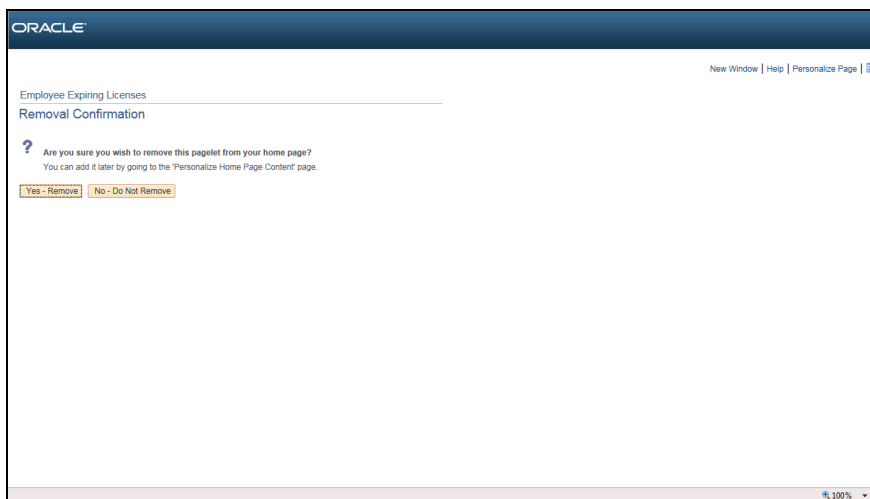 ORACLE
New Window | Help | Personalize Page |
Employee Expiring Licenses
Removal Confirmation
? Are you sure you wish to remove this pagelet from your home page?
You can add it later by going to the 'Personalize Home Page Content' page.
Yes - Remove No - Do Not Remove
100%